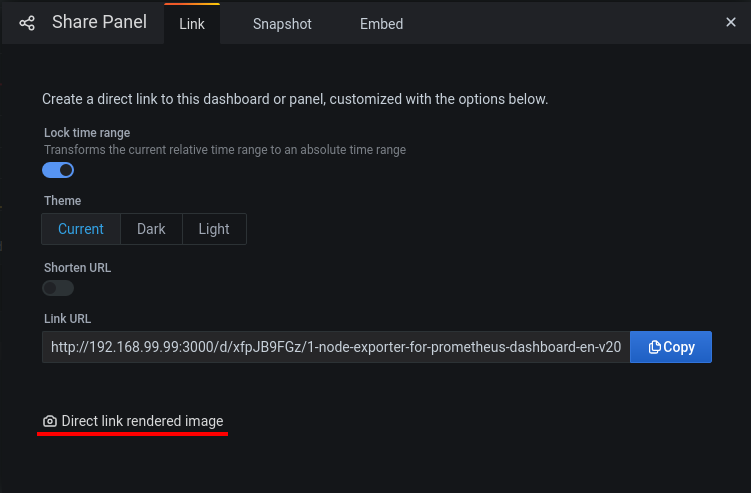 Share Panel Link Snapshot Embed
Create a direct link to this dashboard or panel, customized with the options below.
Lock time range
Transforms the current relative time range to an absolute time range
Theme
Current Dark Light
Shorten URL
Link URL
http://192.168.99.99:3000/d/xfpJB9FGz/1-node-exporter-for-prometheus-dashboard-en-v20 Copy
Direct link rendered image